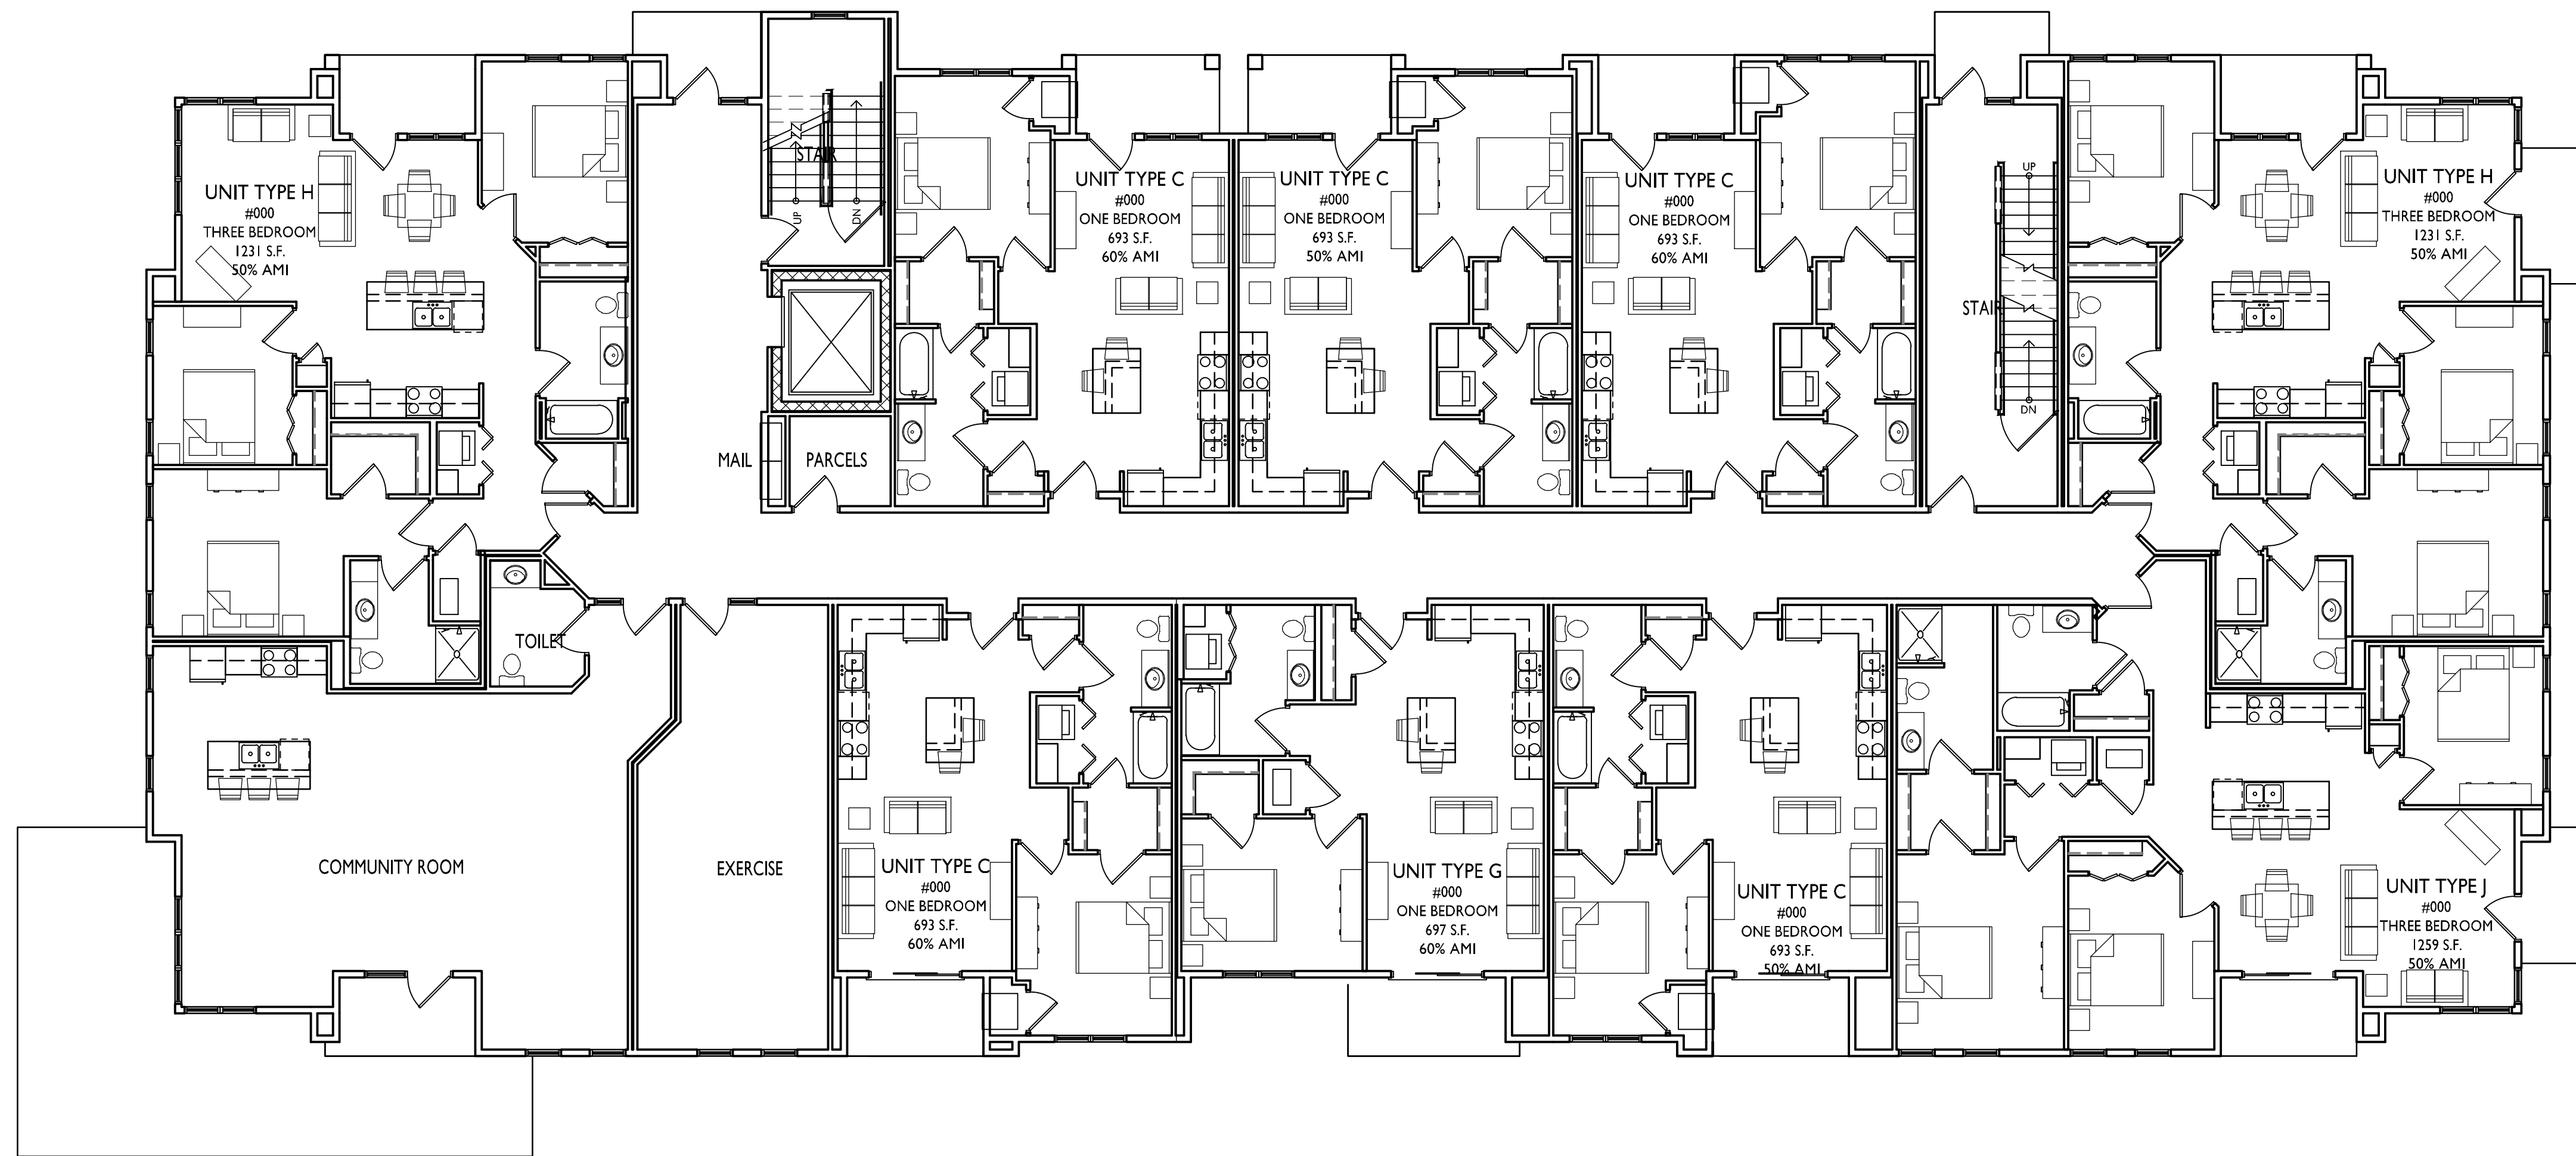 STAIR
UP
DN
UNIT TYPE H
#000
THREE BEDROOM
1231 S.F.
50% AMI
UNIT TYPE C
#000
ONE BEDROOM
693 S.F.
60% AMI
UNIT TYPE C
#000
ONE BEDROOM
693 S.F.
50% AMI
UNIT TYPE C
#000
ONE BEDROOM
693 S.F.
60% AMI
UP
STAIR
DN
UNIT TYPE H
#000
THREE BEDROOM
1231 S.F.
50% AMI
MAIL
PARCELS
TOILET
COMMUNITY ROOM
EXERCISE
UNIT TYPE C
#000
ONE BEDROOM
693 S.F.
60% AMI
UNIT TYPE G
#000
ONE BEDROOM
697 S.F.
60% AMI
UNIT TYPE C
#000
ONE BEDROOM
693 S.F.
50% AMI
UNIT TYPE J
#000
THREE BEDROOM
1259 S.F.
50% AMI